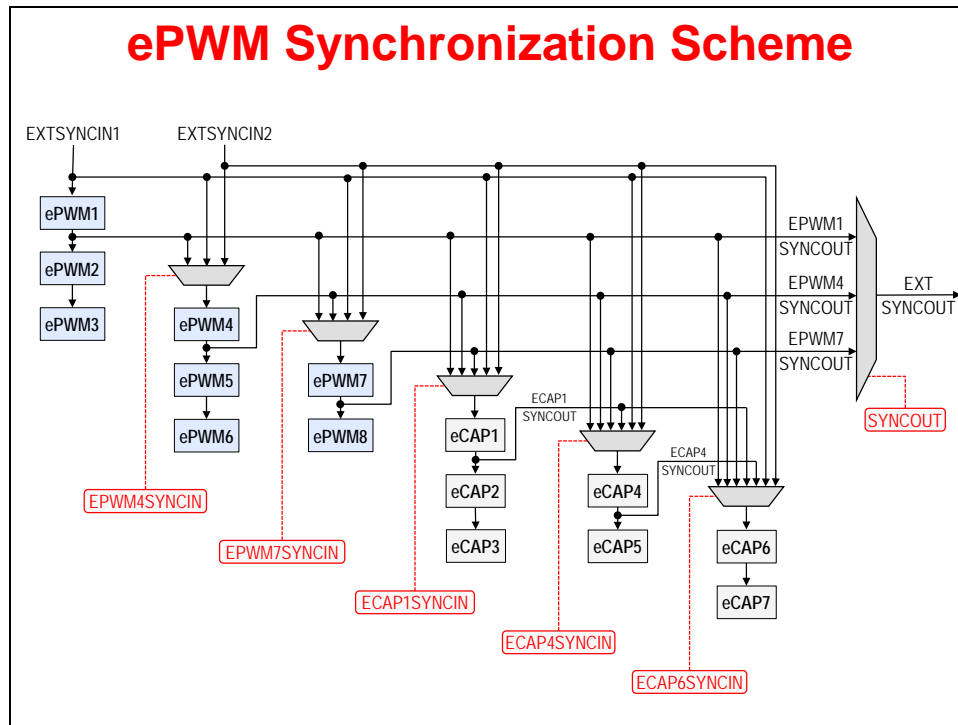 ePWM Synchronization Scheme
EXTSYNCIN1
EXTSYNCIN2
ePWM1
ePWM2
ePWM3
ePWM4
ePWM5
ePWM6
ePWM7
ePWM8
eCAP1
eCAP2
eCAP3
ECAP1
SYNCOUT
eCAP4
eCAP5
ECAP4
SYNCOUT
eCAP6
eCAP7
EPWM1
SYNCOUT
EPWM4
SYNCOUT
EPWM7
SYNCOUT
EXT
SYNCOUT
SYNCOUT
EPWM4SYNCIN
EPWM7SYNCIN
ECAP1SYNCIN
ECAP4SYNCIN
ECAP6SYNCIN